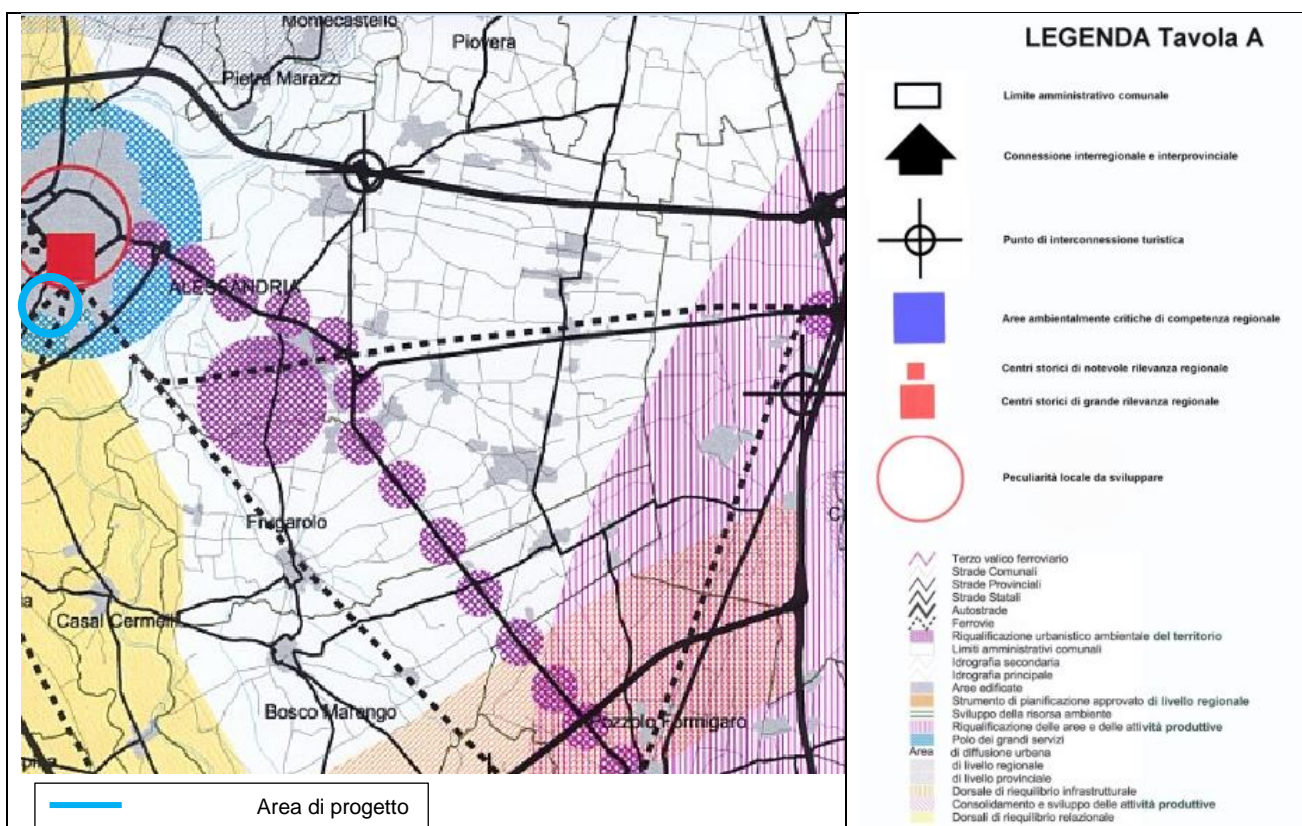 Montecastello
Piovera
Pietra Marazzi
ALESSANDRIA
Frugarolo
Casal Cermelli
Bosco Marengo
Pozzolo Formigaro
Area di progetto
LEGENDA Tavola A
Limite amministrativo comunale
Connessione interregionale e interprovinciale
Punto di interconnessione turistica
Aree ambientalmente critiche di competenza regionale
Centri storici di notevole rilevanza regionale
Centri storici di grande rilevanza regionale
Peculiarità locale da sviluppare
Terzo valico ferroviario
Strade Comunali
Strade Provinciali
Strade Statali
Autostrade
Ferrovie
Riqualificazione urbanistico ambientale del territorio
Limiti amministrativi comunali
Idrografia secondaria
Idrografia principale
Aree edificate
Strumento di pianificazione approvato di livello regionale
Sviluppo della risorsa ambiente
Riqualificazione delle aree e delle attività produttive
Polo dei grandi servizi
Area di diffusione urbana
di livello regionale
di livello provinciale
Dorsale di riequilibrio infrastrutturale
Consolidamento e sviluppo delle attività produttive
Dorsali di riequilibrio relazionale